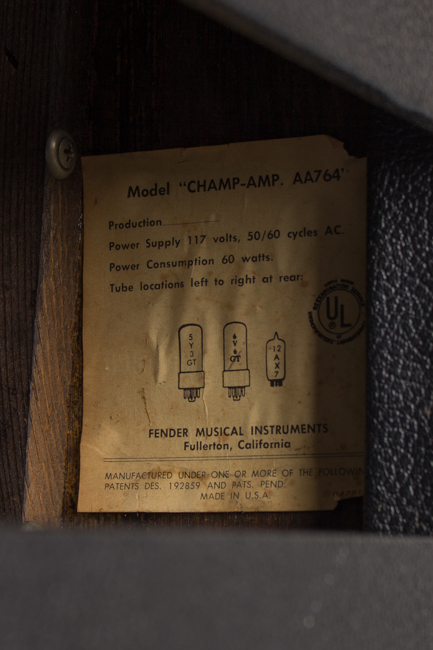 Model "CHAMP-AMP. AA764"
Production
Power Supply 117 volts, 50/60 cycles AC.
Power Consumption 60 watts.
Tube locations left to right at rear:
UL
5Y3GT
6V6GT
12AX7
FENDER MUSICAL INSTRUMENTS
Fullerton, California
MANUFACTURED UNDER ONE OR MORE OF THE
PATENTS DES. 192859 AND PATS. PEND.
MADE IN U.S.A.